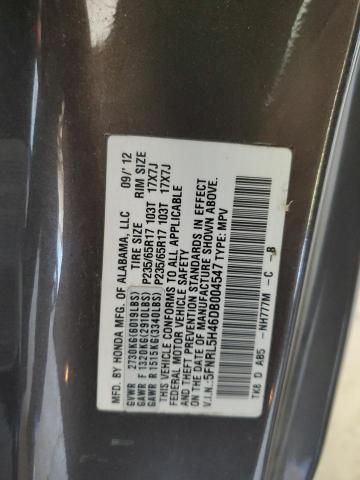 MFD. BY HONDA MFG. OF ALABAMA, LLC 09/'12
TIRE SIZE RIM SIZE
GVWR 2730KG(6019LBS)
GAWR F 1320KG(2910LBS) P235/65R17 103T 17X7J
GAWR R 1515KG(3340LBS) P235/65R17 103T 17X7J
THIS VEHICLE CONFORMS TO ALL APPLICABLE
FEDERAL MOTOR VEHICLE SAFETY
AND THEFT PREVENTION STANDARDS IN EFFECT
ON THE DATE OF MANUFACTURE SHOWN ABOVE.
V.I.N.:5FNRL5H46DB004547 TYPE: MPV
TK8 D AB5 -NH777M -C -B